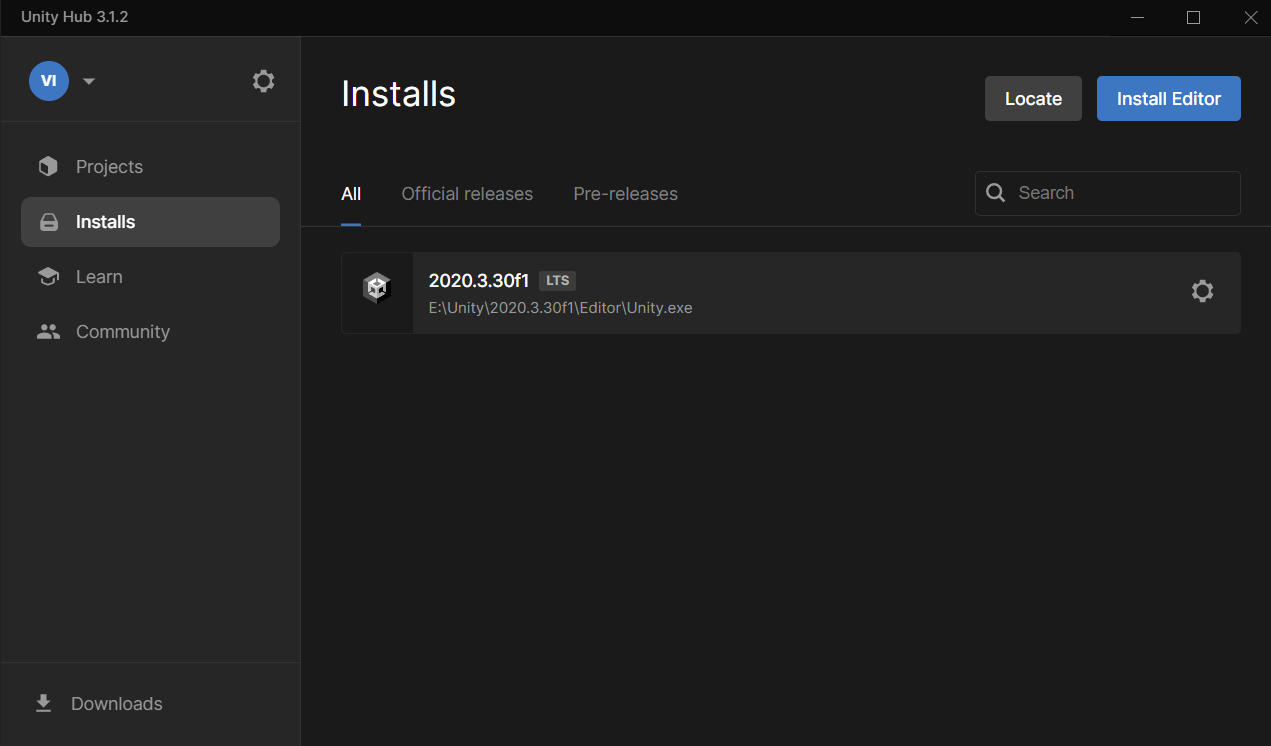 Unity Hub 3.1.2
VI
Projects
Installs
Learn
Community
Downloads
Installs
Locate
Install Editor
All
Official releases
Pre-releases
Search
2020.3.30f1 LTS
E:\Unity\2020.3.30f1\Editor\Unity.exe